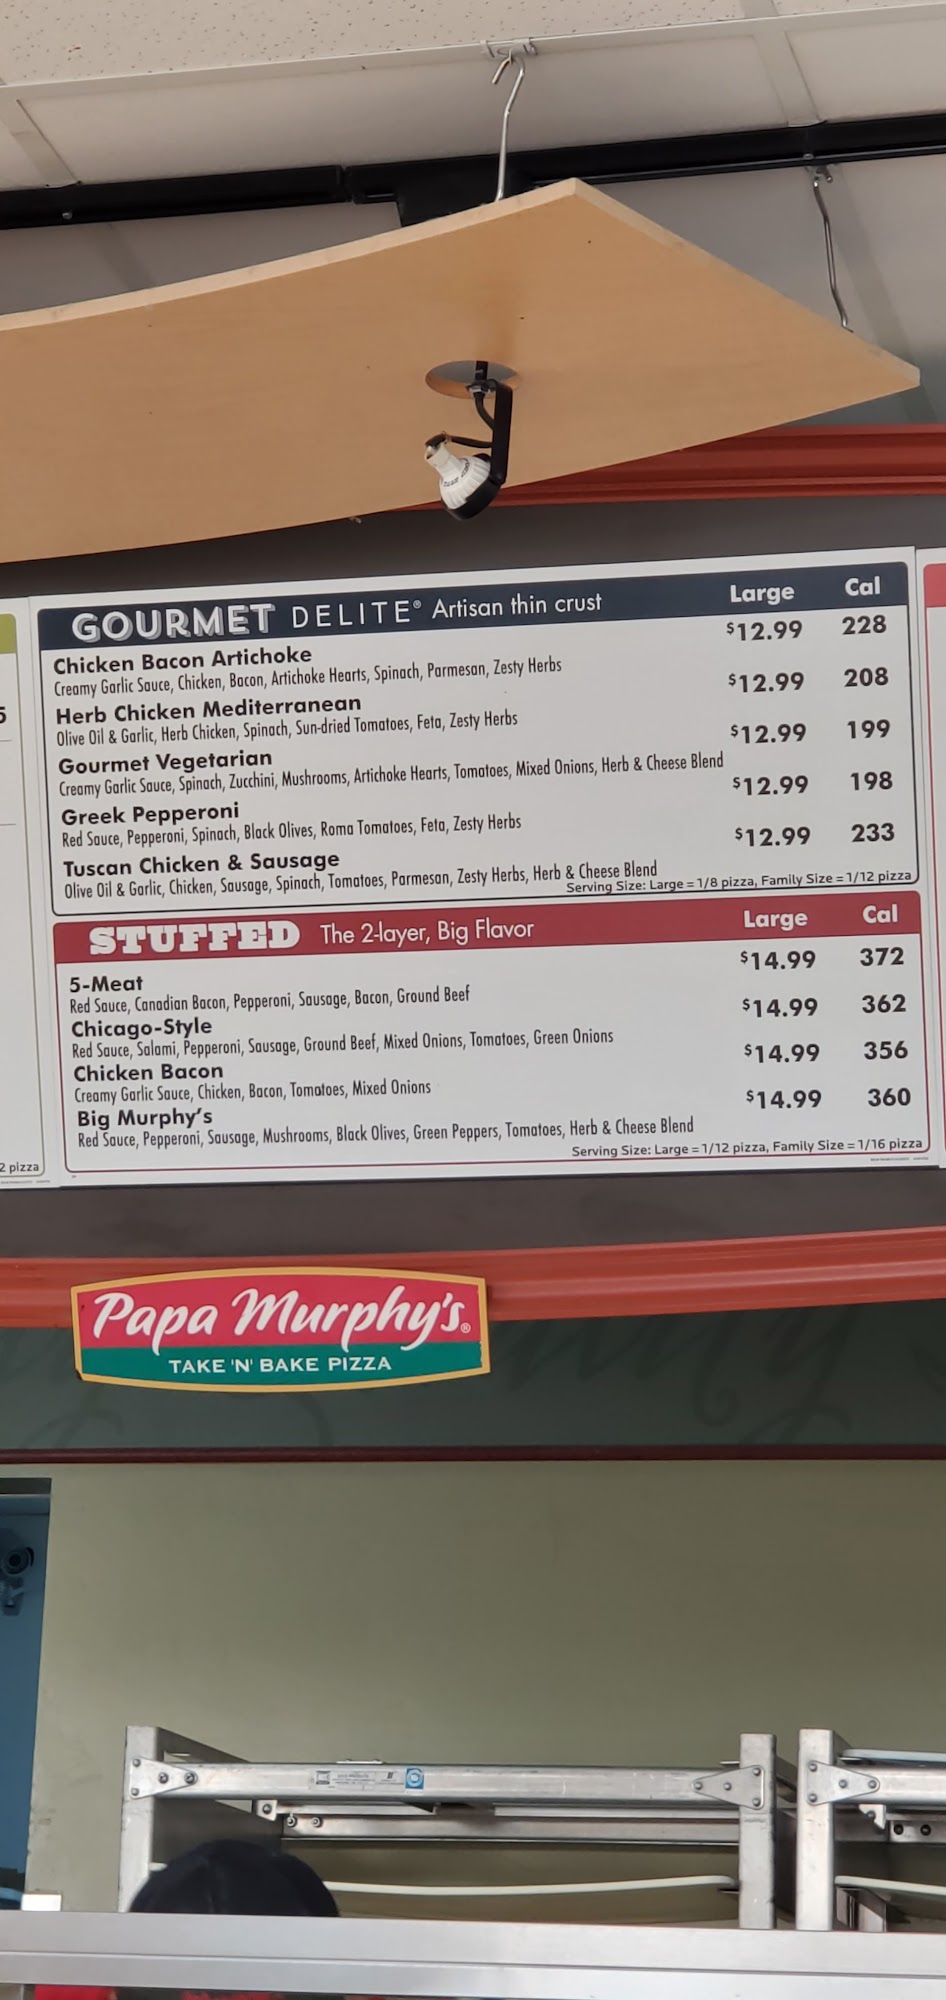 GOURMET DELITE® Artisan thin crust Large Cal
Chicken Bacon Artichoke $12.99 228
Creamy Garlic Sauce, Chicken, Bacon, Artichoke Hearts, Spinach, Parmesan, Zesty Herbs
Herb Chicken Mediterranean $12.99 208
Olive Oil & Garlic, Herb Chicken, Spinach, Sun-dried Tomatoes, Feta, Zesty Herbs
Gourmet Vegetarian $12.99 199
Creamy Garlic Sauce, Spinach, Zucchini, Mushrooms, Artichoke Hearts, Tomatoes, Mixed Onions, Herb & Cheese Blend
Greek Pepperoni $12.99 198
Red Sauce, Pepperoni, Spinach, Black Olives, Roma Tomatoes, Feta, Zesty Herbs
Tuscan Chicken & Sausage $12.99 233
Olive Oil & Garlic, Chicken, Sausage, Spinach, Tomatoes, Parmesan, Zesty Herbs, Herb & Cheese Blend
Serving Size: Large = 1/8 pizza, Family Size = 1/12 pizza
STUFFED The 2-layer, Big Flavor Large Cal
5-Meat $14.99 372
Red Sauce, Canadian Bacon, Pepperoni, Sausage, Bacon, Ground Beef
Chicago-Style $14.99 362
Red Sauce, Salami, Pepperoni, Sausage, Ground Beef, Mixed Onions, Tomatoes, Green Onions
Chicken Bacon $14.99 356
Creamy Garlic Sauce, Chicken, Bacon, Tomatoes, Mixed Onions
Big Murphy's $14.99 360
Red Sauce, Pepperoni, Sausage, Mushrooms, Black Olives, Green Peppers, Tomatoes, Herb & Cheese Blend
Serving Size: Large = 1/12 pizza, Family Size = 1/16 pizza
5
2 pizza
Papa Murphy's®
TAKE 'N' BAKE PIZZA